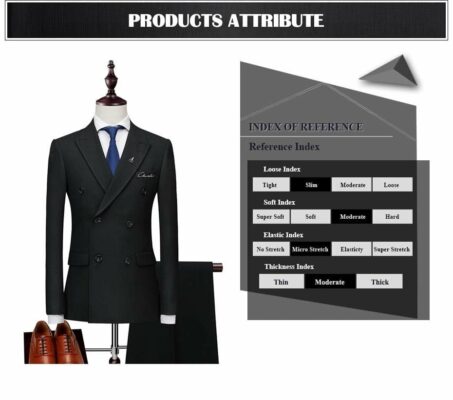 PRODUCTS ATTRIBUTE
INDEX OF REFERENCE
Reference Index
Loose Index
Tight Slim Moderate Loose
Soft Index
Super Soft Soft Moderate Hard
Elastic Index
No Stretch Micro Stretch Elasticty Super Stretch
Thickness Index
Thin Moderate Thick